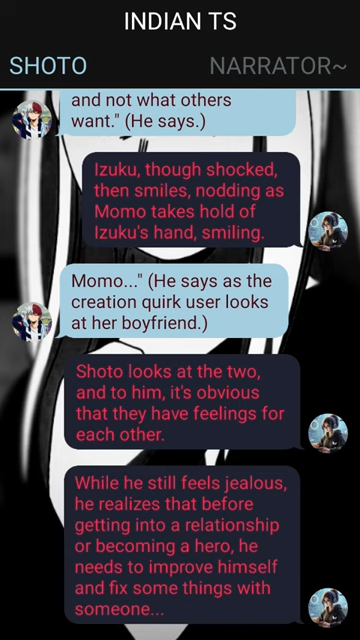 INDIAN TS
SHOTO
NARRATOR~
and not what others
want." (He says.)
Izuku, though shocked,
then smiles, nodding as
Momo takes hold of
Izuku's hand, smiling.
Momo..." (He says as the
creation quirk user looks
at her boyfriend.)
Shoto looks at the two,
and to him, it's obvious
that they have feelings for
each other.
While he still feels jealous,
he realizes that before
getting into a relationship
or becoming a hero, he
needs to improve himself
and fix some things with
someone...